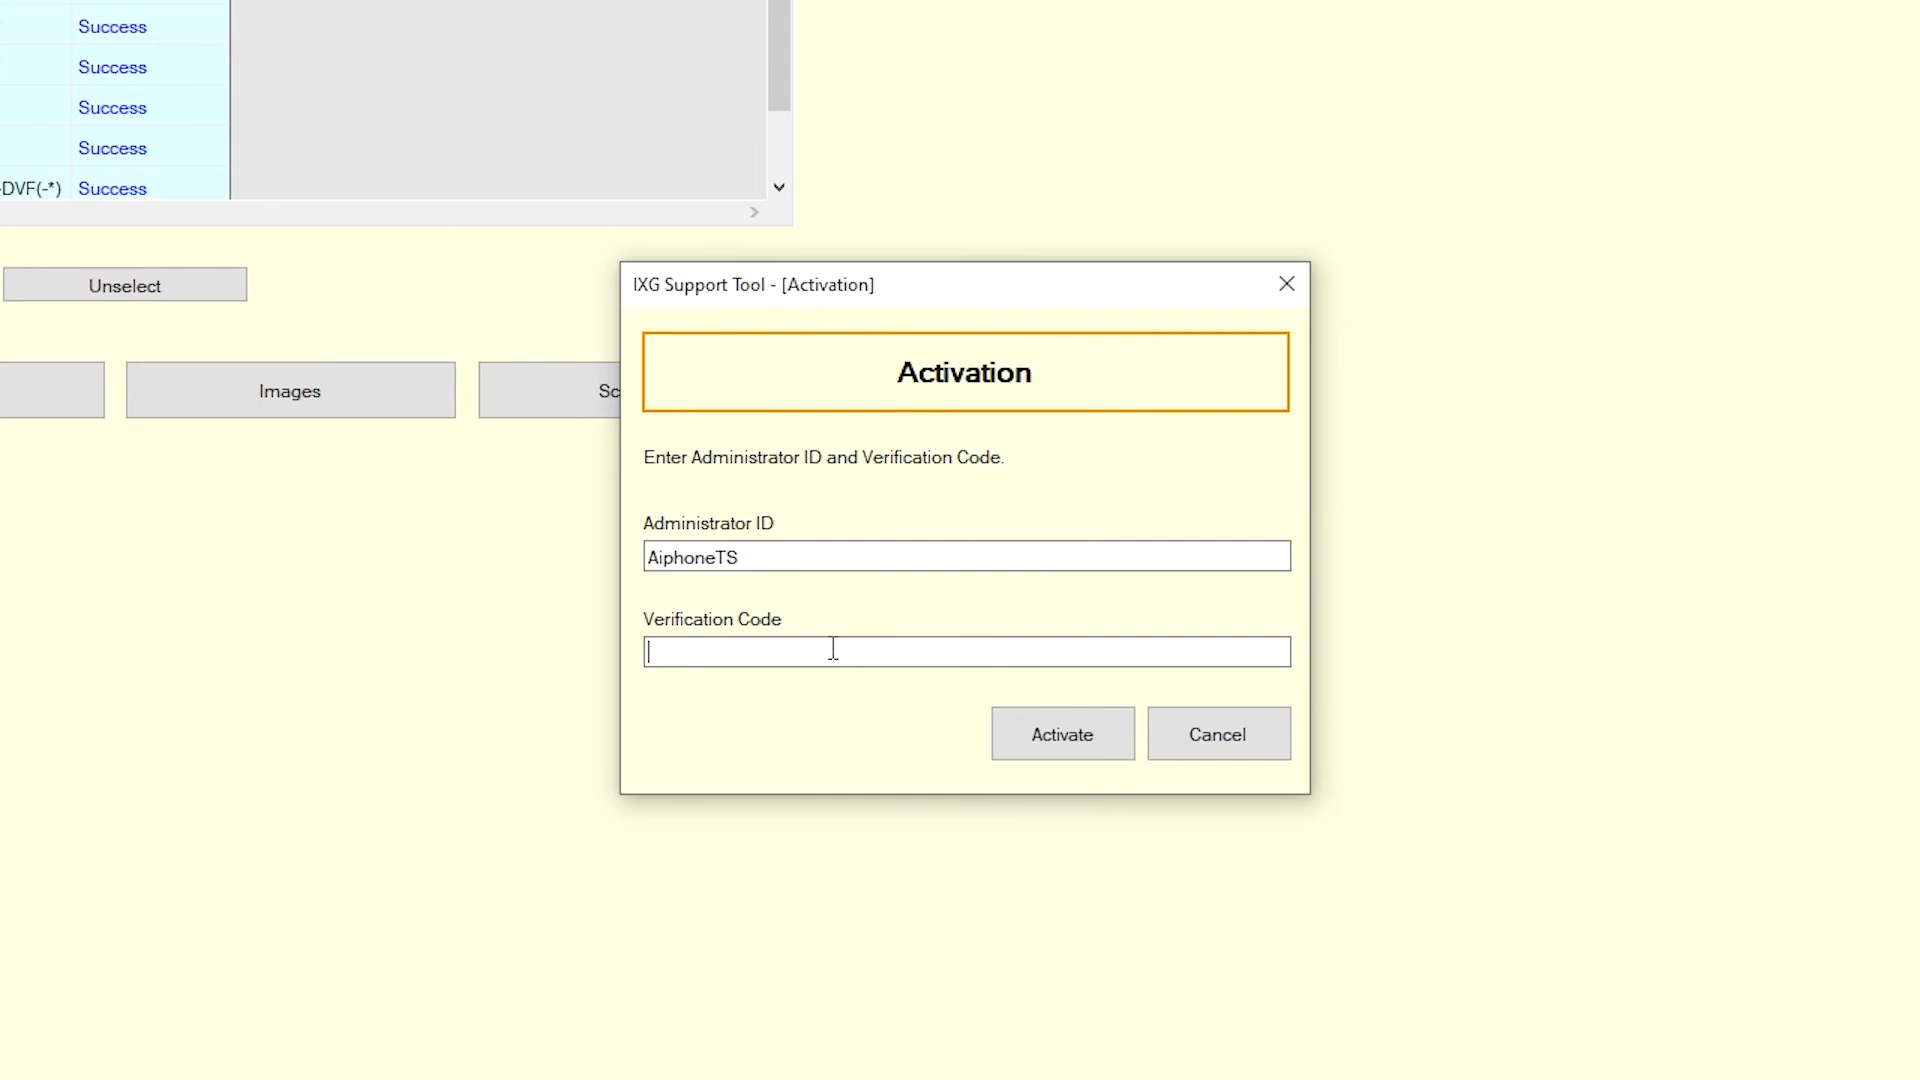 Success
Success
Success
Success
-DVF(-*) Success
Unselect
Images
Sc
IXG Support Tool - [Activation]
Activation
Enter Administrator ID and Verification Code.
Administrator ID
AiphoneTS
Verification Code
Activate
Cancel